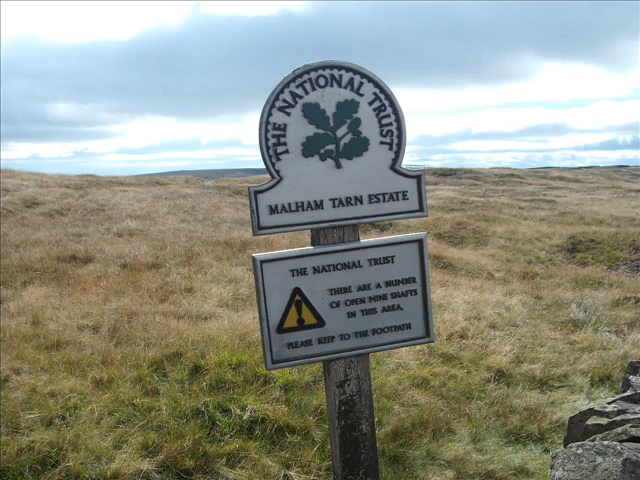 THE NATIONAL TRUST
MALHAM TARN ESTATE
THE NATIONAL TRUST
THERE ARE A NUMBER
OF OPEN MINE SHAFTS
IN THIS AREA.
PLEASE KEEP TO THE FOOTPATH